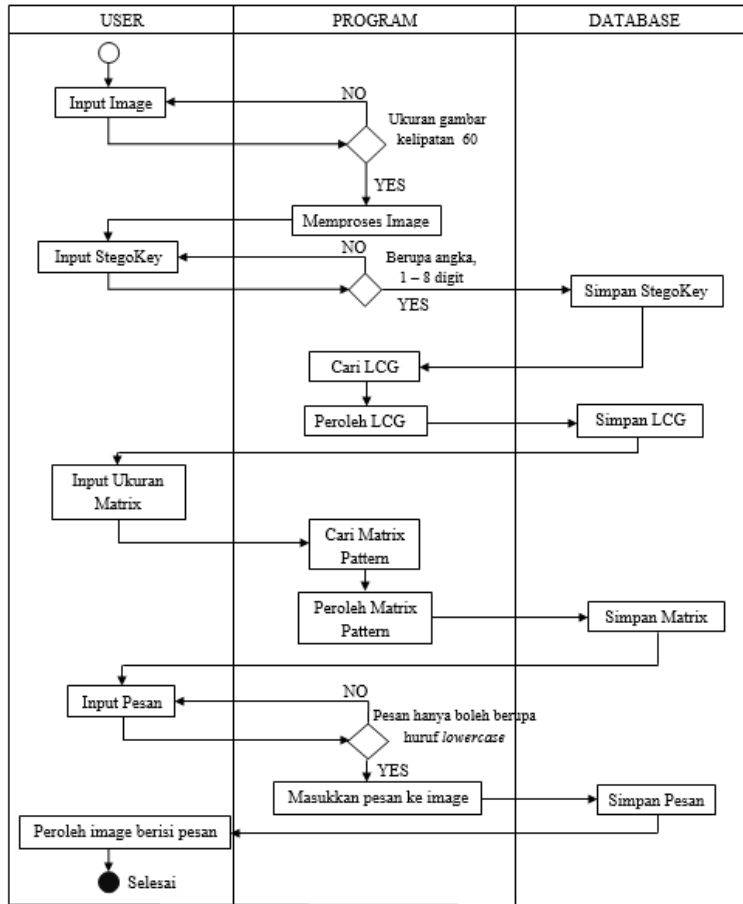 USER PROGRAM DATABASE
NO
Input Image
Ukuran gambar
kelipatan 60
YES
Memproses Image
NO
Input StegoKey
Berupa angka,
1 – 8 digit
YES
Simpan StegoKey
Cari LCG
Peroleh LCG
Simpan LCG
Input Ukuran
Matrix
Cari Matrix
Pattern
Peroleh Matrix
Pattern
Simpan Matrix
NO
Input Pesan
Pesan hanya boleh berupa
huruf lowercase
YES
Masukkan pesan ke image
Simpan Pesan
Peroleh image berisi pesan
Selesai